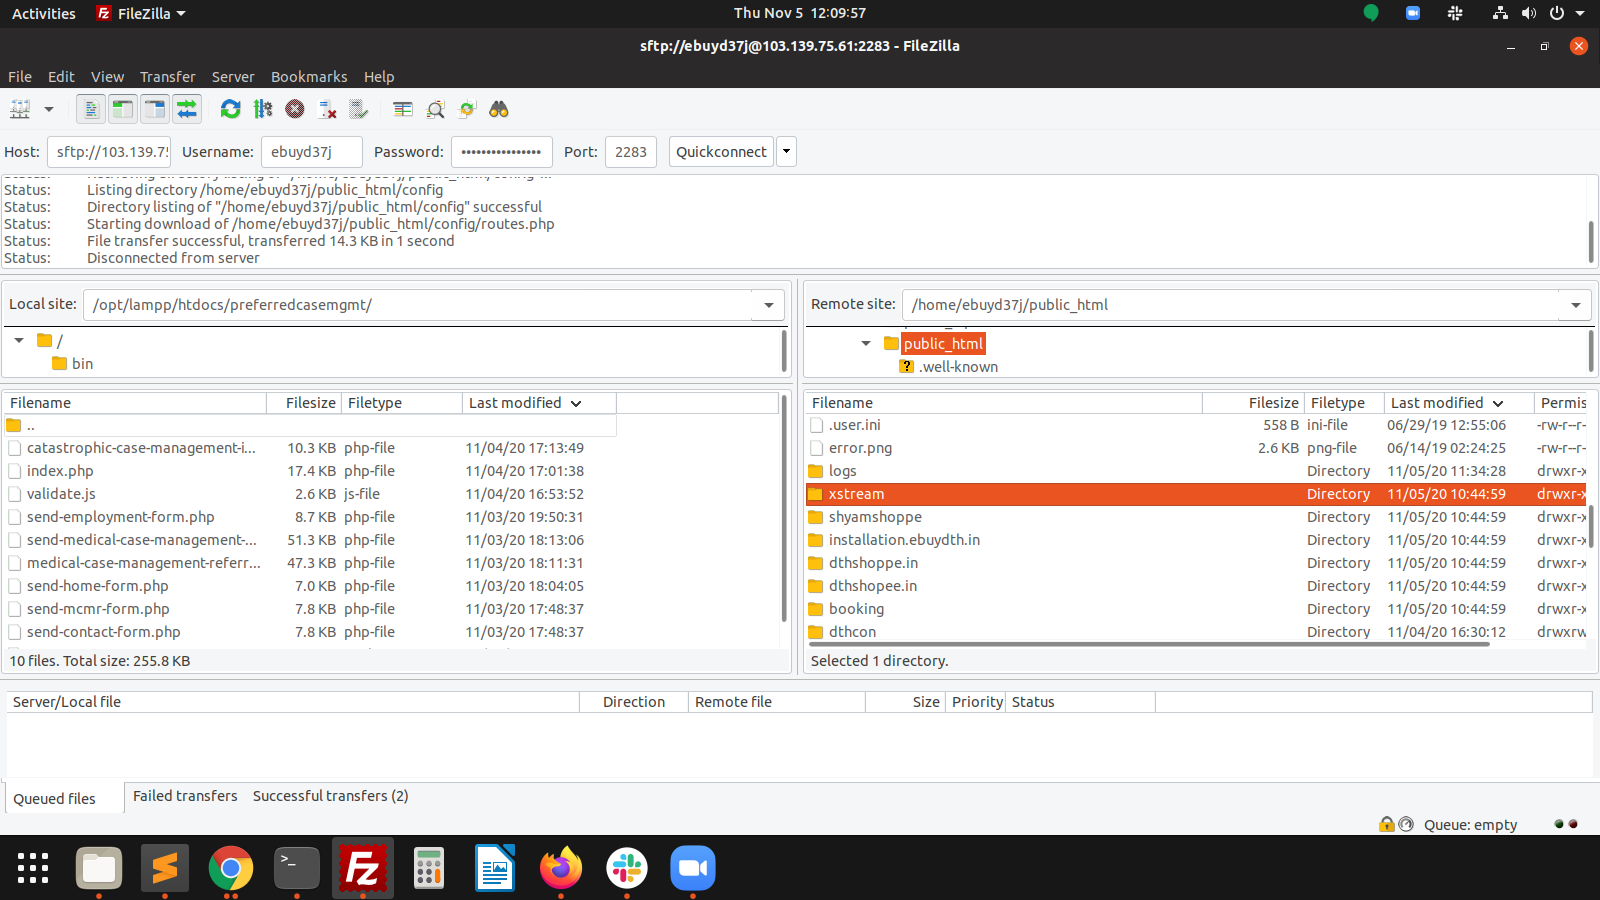 Activities FileZilla Thu Nov 5 12:09:57
sftp://ebuyd37j@103.139.75.61:2283 - FileZilla
File Edit View Transfer Server Bookmarks Help
Host: sftp://103.139.7 Username: ebuyd37j Password: •••••••••••••••• Port: 2283 Quickconnect
Status: Listing directory /home/ebuyd37j/public_html/config
Status: Directory listing of "/home/ebuyd37j/public_html/config" successful
Status: Starting download of /home/ebuyd37j/public_html/config/routes.php
Status: File transfer successful, transferred 14.3 KB in 1 second
Status: Disconnected from server
Local site: /opt/lampp/htdocs/preferredcasemgmt/
/
bin
Filename Filesize Filetype Last modified
..
catastrophic-case-management-i... 10.3 KB php-file 11/04/20 17:13:49
index.php 17.4 KB php-file 11/04/20 17:01:38
validate.js 2.6 KB js-file 11/04/20 16:53:52
send-employment-form.php 8.7 KB php-file 11/03/20 19:50:31
send-medical-case-management-... 51.3 KB php-file 11/03/20 18:13:06
medical-case-management-referr... 47.3 KB php-file 11/03/20 18:11:31
send-home-form.php 7.0 KB php-file 11/03/20 18:04:05
send-mcmr-form.php 7.8 KB php-file 11/03/20 17:48:37
send-contact-form.php 7.8 KB php-file 11/03/20 17:48:37
10 files. Total size: 255.8 KB
Remote site: /home/ebuyd37j/public_html
public_html
? .well-known
Filename Filesize Filetype Last modified Permis
.user.ini 558 B ini-file 06/29/19 12:55:06 -rw-r--r-
error.png 2.6 KB png-file 06/14/19 02:24:25 -rw-r--r-
logs Directory 11/05/20 11:34:28 drwxr-x
xstream Directory 11/05/20 10:44:59 drwxr-x
shyamshoppe Directory 11/05/20 10:44:59 drwxr-x
installation.ebuydth.in Directory 11/05/20 10:44:59 drwxr-x
dthshoppe.in Directory 11/05/20 10:44:59 drwxr-x
dthshopee.in Directory 11/05/20 10:44:59 drwxr-x
booking Directory 11/05/20 10:44:59 drwxr-x
dthcon Directory 11/04/20 16:30:12 drwxrw
Selected 1 directory.
Server/Local file Direction Remote file Size Priority Status
Queued files Failed transfers Successful transfers (2)
Queue: empty